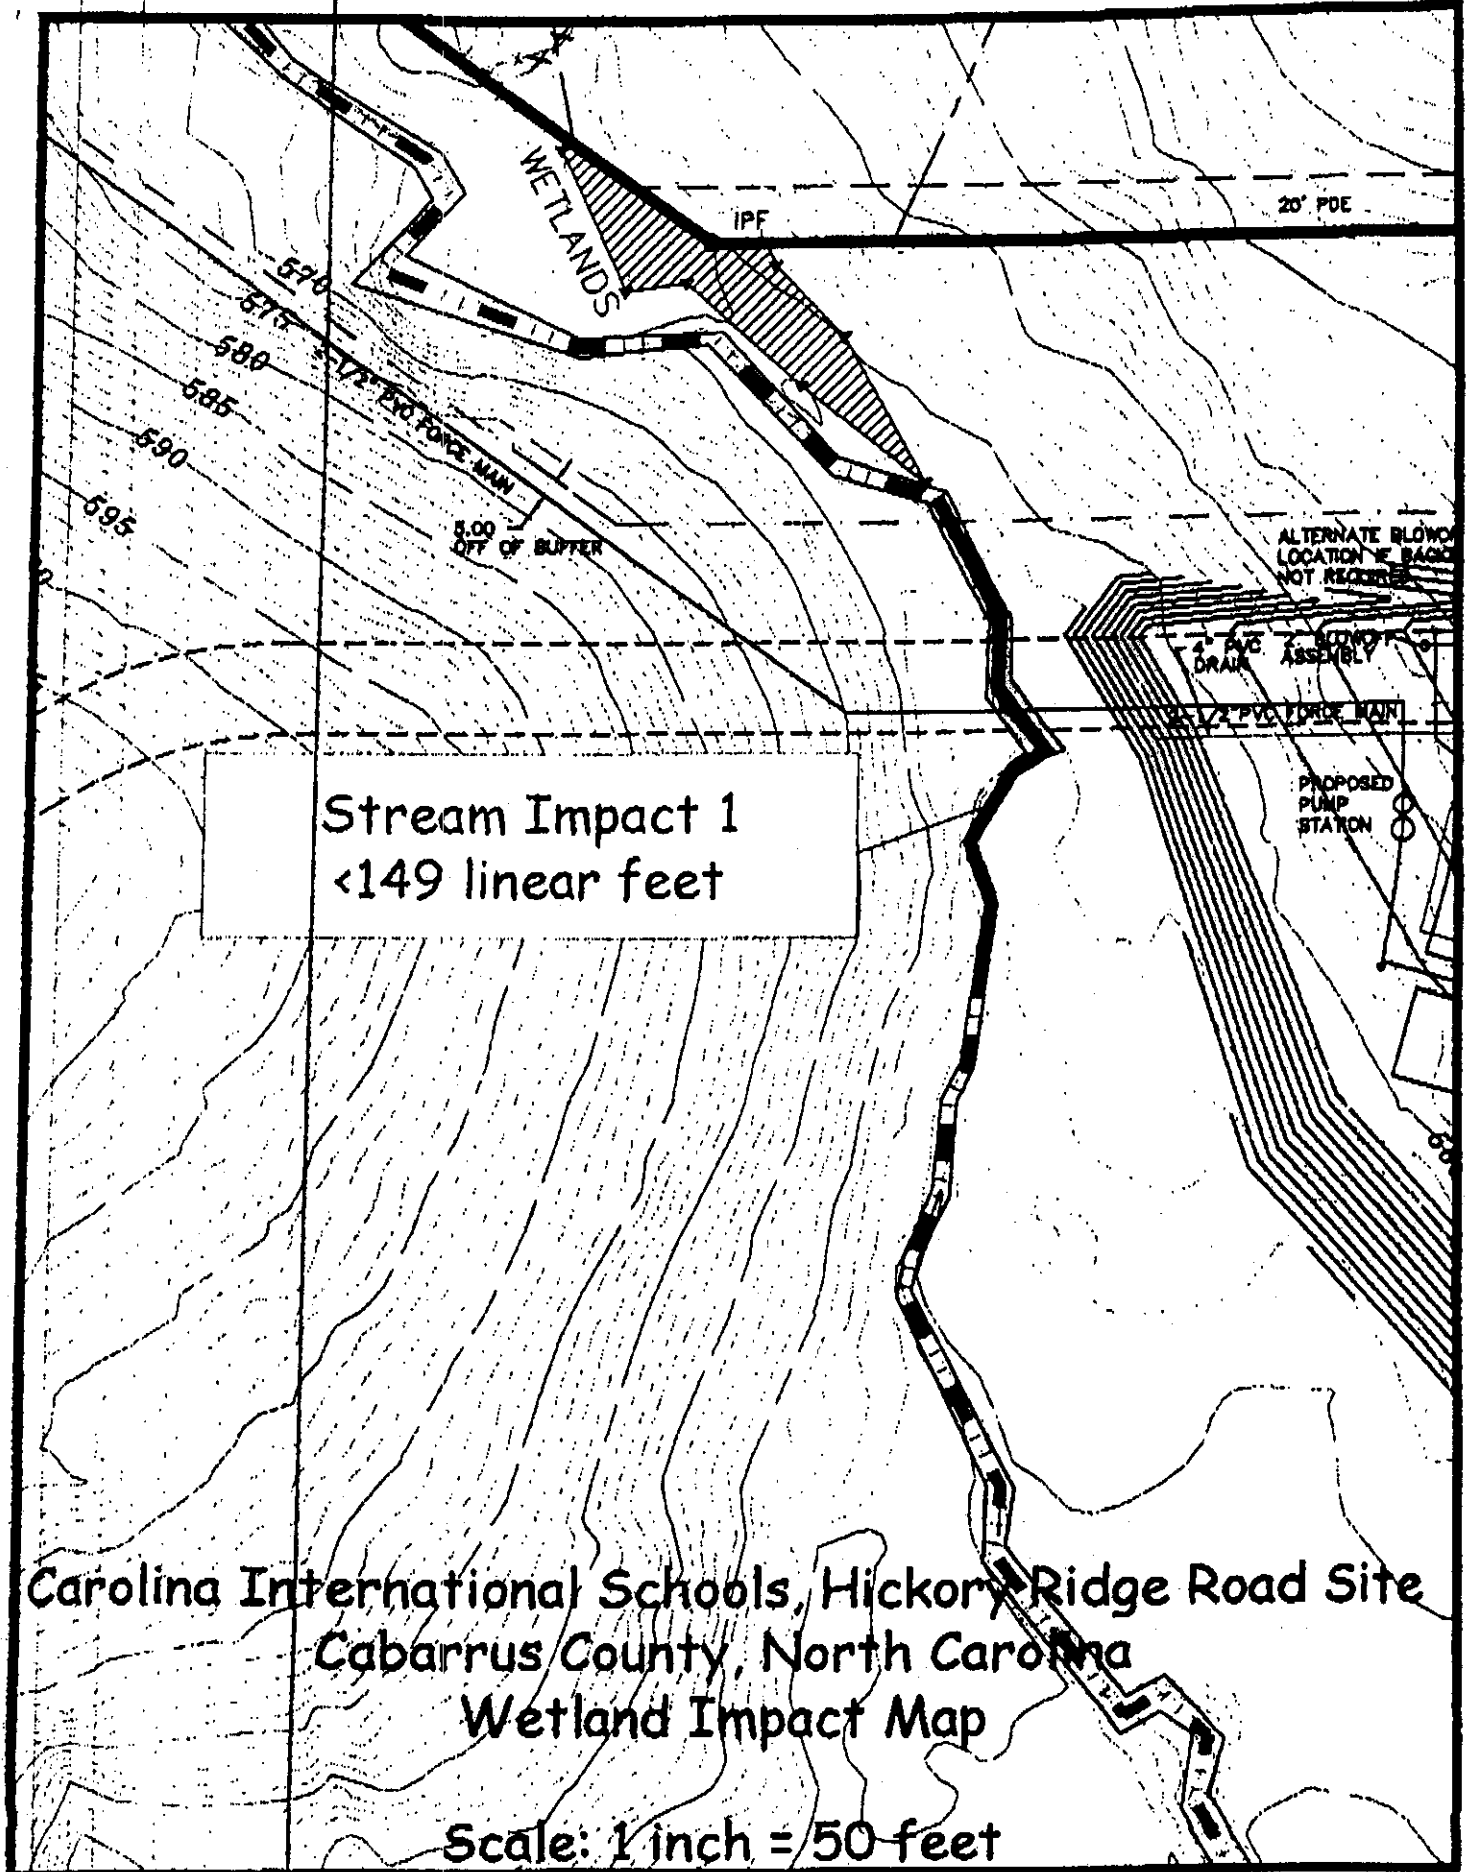 WETLANDS
IPF
20' PDE
570
575
580
585
590
595
2-1/2" PVC FORCE MAIN
5.00
OFF OF BUFFER
ALTERNATE
LOCATION IF
NOT
4" PVC
DRAIN
2"
ASSEMBLY
2-1/2" PVC FORCE MAIN
PROPOSED
PUMP
STATION
Stream Impact 1
<149 linear feet
Carolina International Schools, Hickory Ridge Road Site
Cabarrus County, North Carolina
Wetland Impact Map
Scale: 1 inch = 50 feet